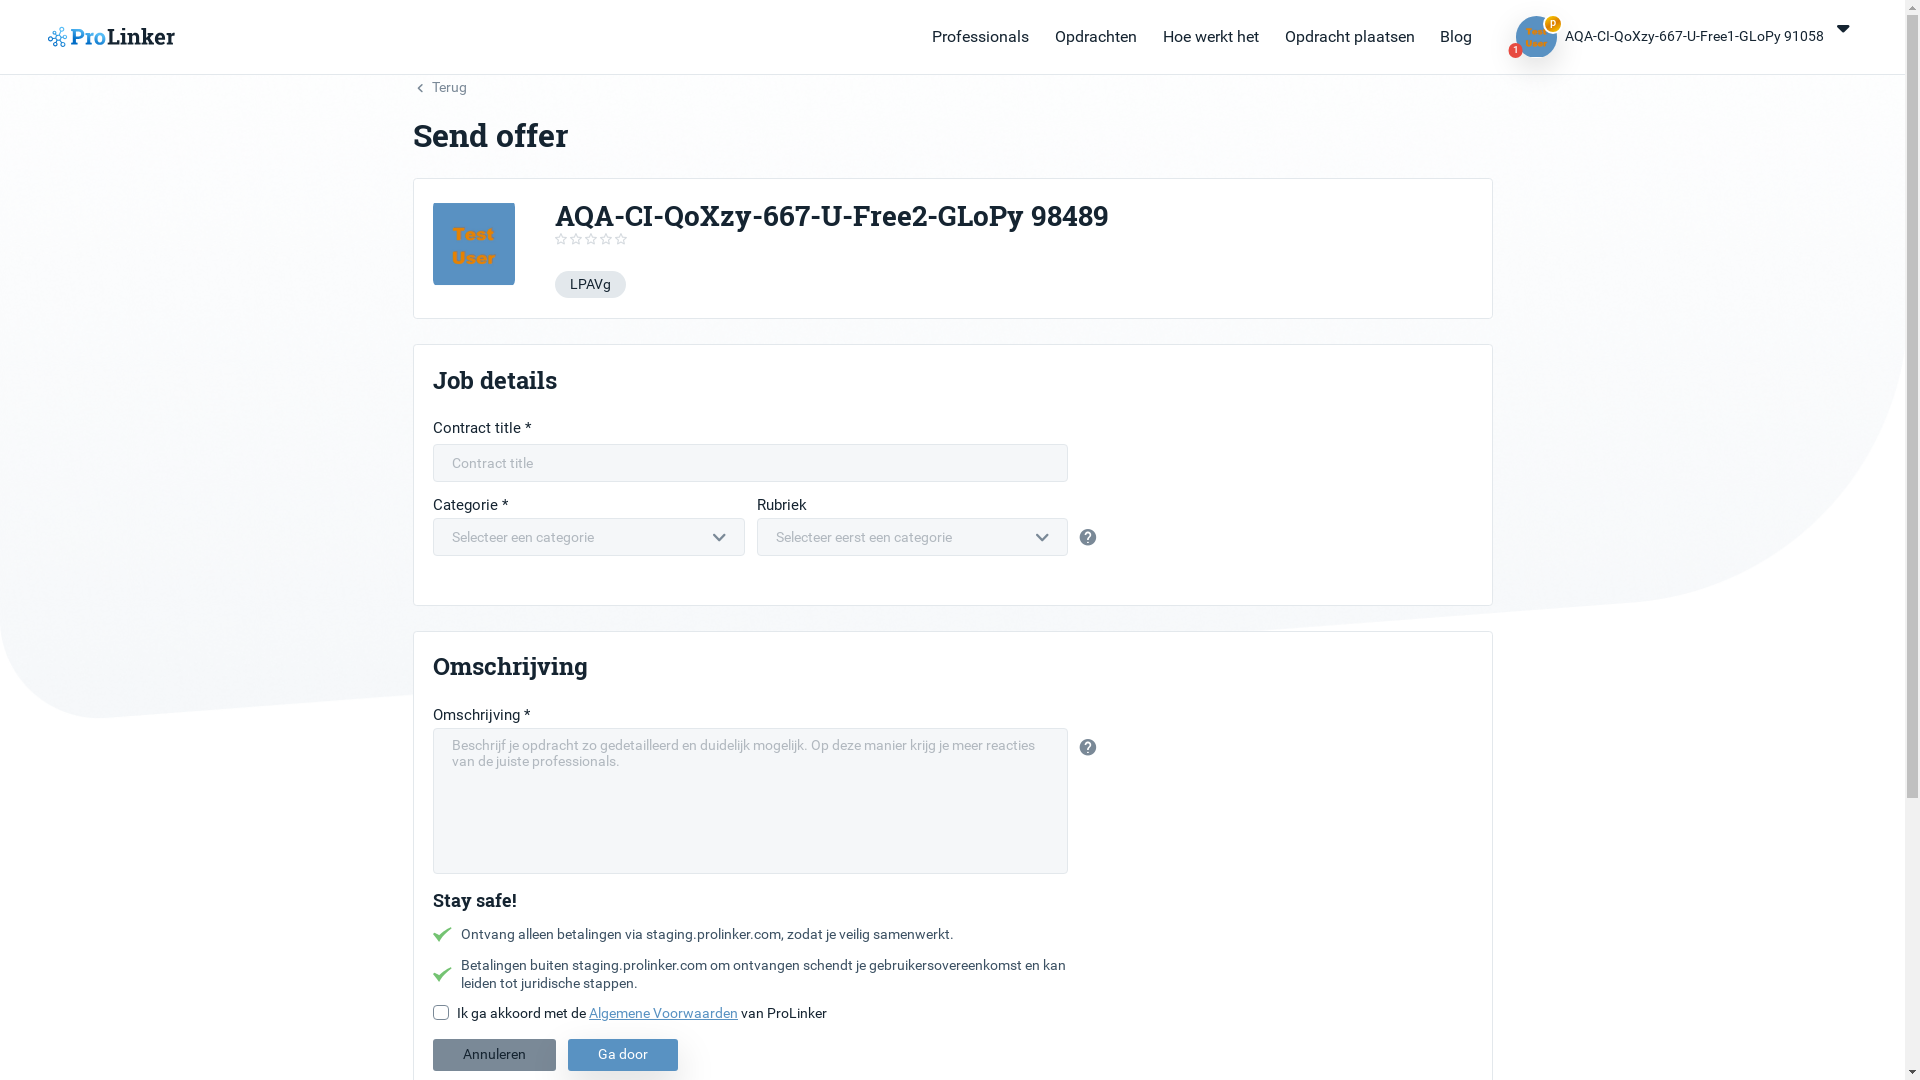 ProLinker
Professionals
Opdrachten
Hoe werkt het
Opdracht plaatsen
Blog
p
1
AQA-CI-QoXzy-667-U-Free1-GLoPy 91058
Terug
Send offer
Test
User
AQA-CI-QoXzy-667-U-Free2-GLoPy 98489
LPAVg
Job details
Contract title *
Contract title
Categorie *
Rubriek
Selecteer een categorie
Selecteer eerst een categorie
?
Omschrijving
Omschrijving *
Beschrijf je opdracht zo gedetailleerd en duidelijk mogelijk. Op deze manier krijg je meer reacties
van de juiste professionals.
?
Stay safe!
Ontvang alleen betalingen via staging.prolinker.com, zodat je veilig samenwerkt.
Betalingen buiten staging.prolinker.com om ontvangen schendt je gebruikersovereenkomst en kan
leiden tot juridische stappen.
Ik ga akkoord met de Algemene Voorwaarden van ProLinker
Annuleren
Ga door